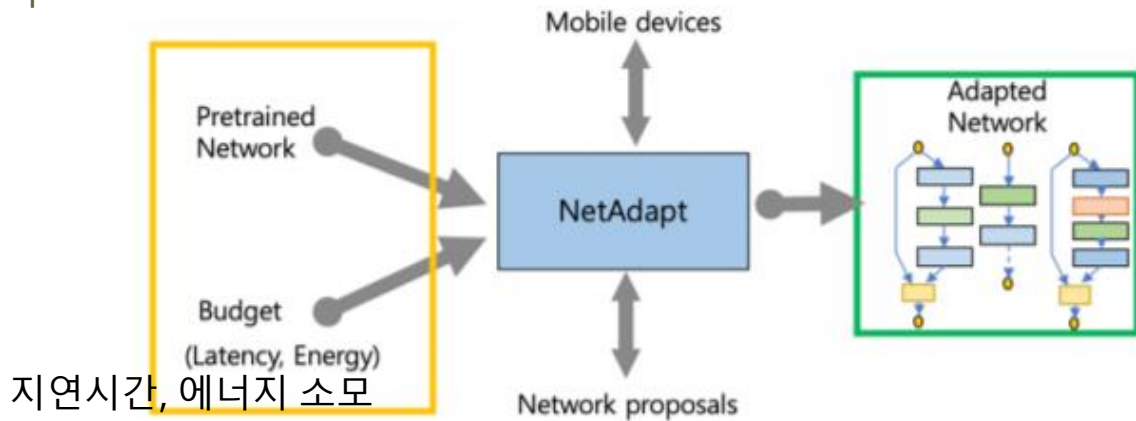 Mobile devices
Pretrained
Network
Adapted
Network
NetAdapt
Budget
(Latency, Energy)
지연시간, 에너지 소모
Network proposals